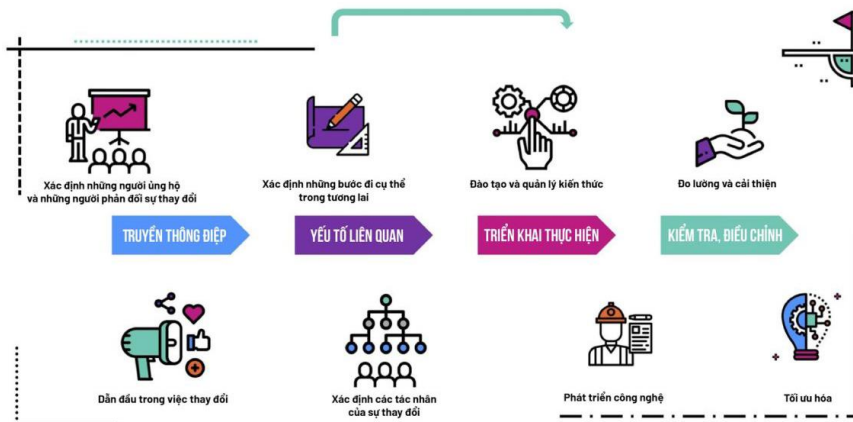 Xác định những người ủng hộ
và những người phản đối sự thay đổi
Xác định những bước đi cụ thể
trong tương lai
Đào tạo và quản lý kiến thức
Đo lường và cải thiện
TRUYỀN THÔNG ĐIỆP
YẾU TỐ LIÊN QUAN
TRIỂN KHAI THỰC HIỆN
KIỂM TRA, ĐIỀU CHỈNH
Dẫn đầu trong việc thay đổi
Xác định các tác nhân
của sự thay đổi
Phát triển công nghệ
Tối ưu hóa